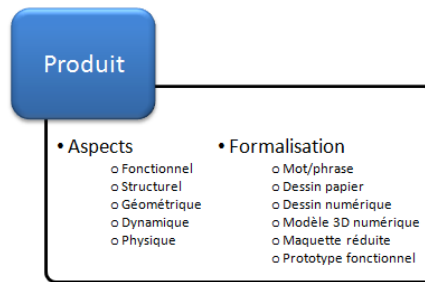 Produit
• Aspects
o Fonctionnel
o Structurel
o Géométrique
o Dynamique
o Physique
• Formalisation
o Mot/phrase
o Dessin papier
o Dessin numérique
o Modèle 3D numérique
o Maquette réduite
o Prototype fonctionnel